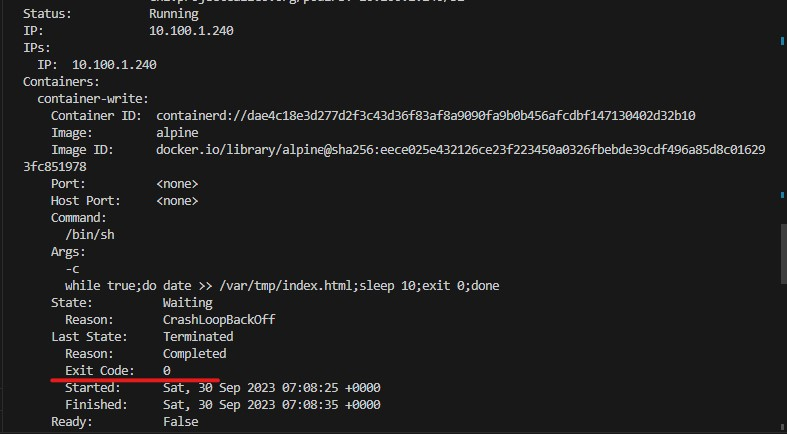 Status:           Running
IP:               10.100.1.240
IPs:
  IP:  10.100.1.240
Containers:
  container-write:
    Container ID:  containerd://dae4c18e3d277d2f3c43d36f83af8a9090fa9b0b456afcdbf147130402d32b10
    Image:         alpine
    Image ID:      docker.io/library/alpine@sha256:eece025e432126ce23f223450a0326fbebde39cdf496a85d8c01629
3fc851978
    Port:          <none>
    Host Port:     <none>
    Command:
      /bin/sh
    Args:
      -c
      while true;do date >> /var/tmp/index.html;sleep 10;exit 0;done
    State:          Waiting
      Reason:       CrashLoopBackOff
    Last State:     Terminated
      Reason:       Completed
      Exit Code:    0
      Started:      Sat, 30 Sep 2023 07:08:25 +0000
      Finished:     Sat, 30 Sep 2023 07:08:35 +0000
    Ready:          False